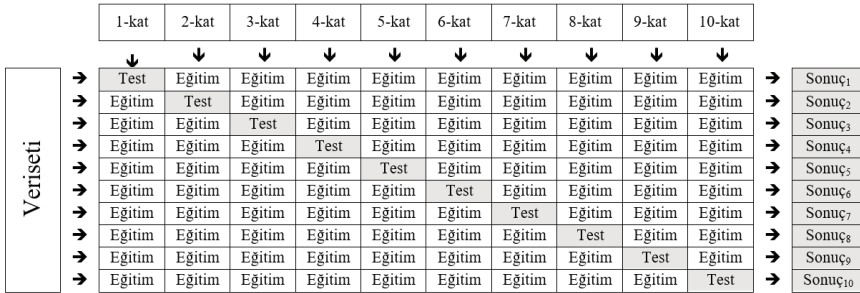 1-kat 2-kat 3-kat 4-kat 5-kat 6-kat 7-kat 8-kat 9-kat 10-kat
Veriseti
Test Eğitim Eğitim Eğitim Eğitim Eğitim Eğitim Eğitim Eğitim Eğitim Sonuç₁
Eğitim Test Eğitim Eğitim Eğitim Eğitim Eğitim Eğitim Eğitim Eğitim Sonuç₂
Eğitim Eğitim Test Eğitim Eğitim Eğitim Eğitim Eğitim Eğitim Eğitim Sonuç₃
Eğitim Eğitim Eğitim Test Eğitim Eğitim Eğitim Eğitim Eğitim Eğitim Sonuç₄
Eğitim Eğitim Eğitim Eğitim Test Eğitim Eğitim Eğitim Eğitim Eğitim Sonuç₅
Eğitim Eğitim Eğitim Eğitim Eğitim Test Eğitim Eğitim Eğitim Eğitim Sonuç₆
Eğitim Eğitim Eğitim Eğitim Eğitim Eğitim Test Eğitim Eğitim Eğitim Sonuç₇
Eğitim Eğitim Eğitim Eğitim Eğitim Eğitim Eğitim Test Eğitim Eğitim Sonuç₈
Eğitim Eğitim Eğitim Eğitim Eğitim Eğitim Eğitim Eğitim Test Eğitim Sonuç₉
Eğitim Eğitim Eğitim Eğitim Eğitim Eğitim Eğitim Eğitim Eğitim Test Sonuç₁₀